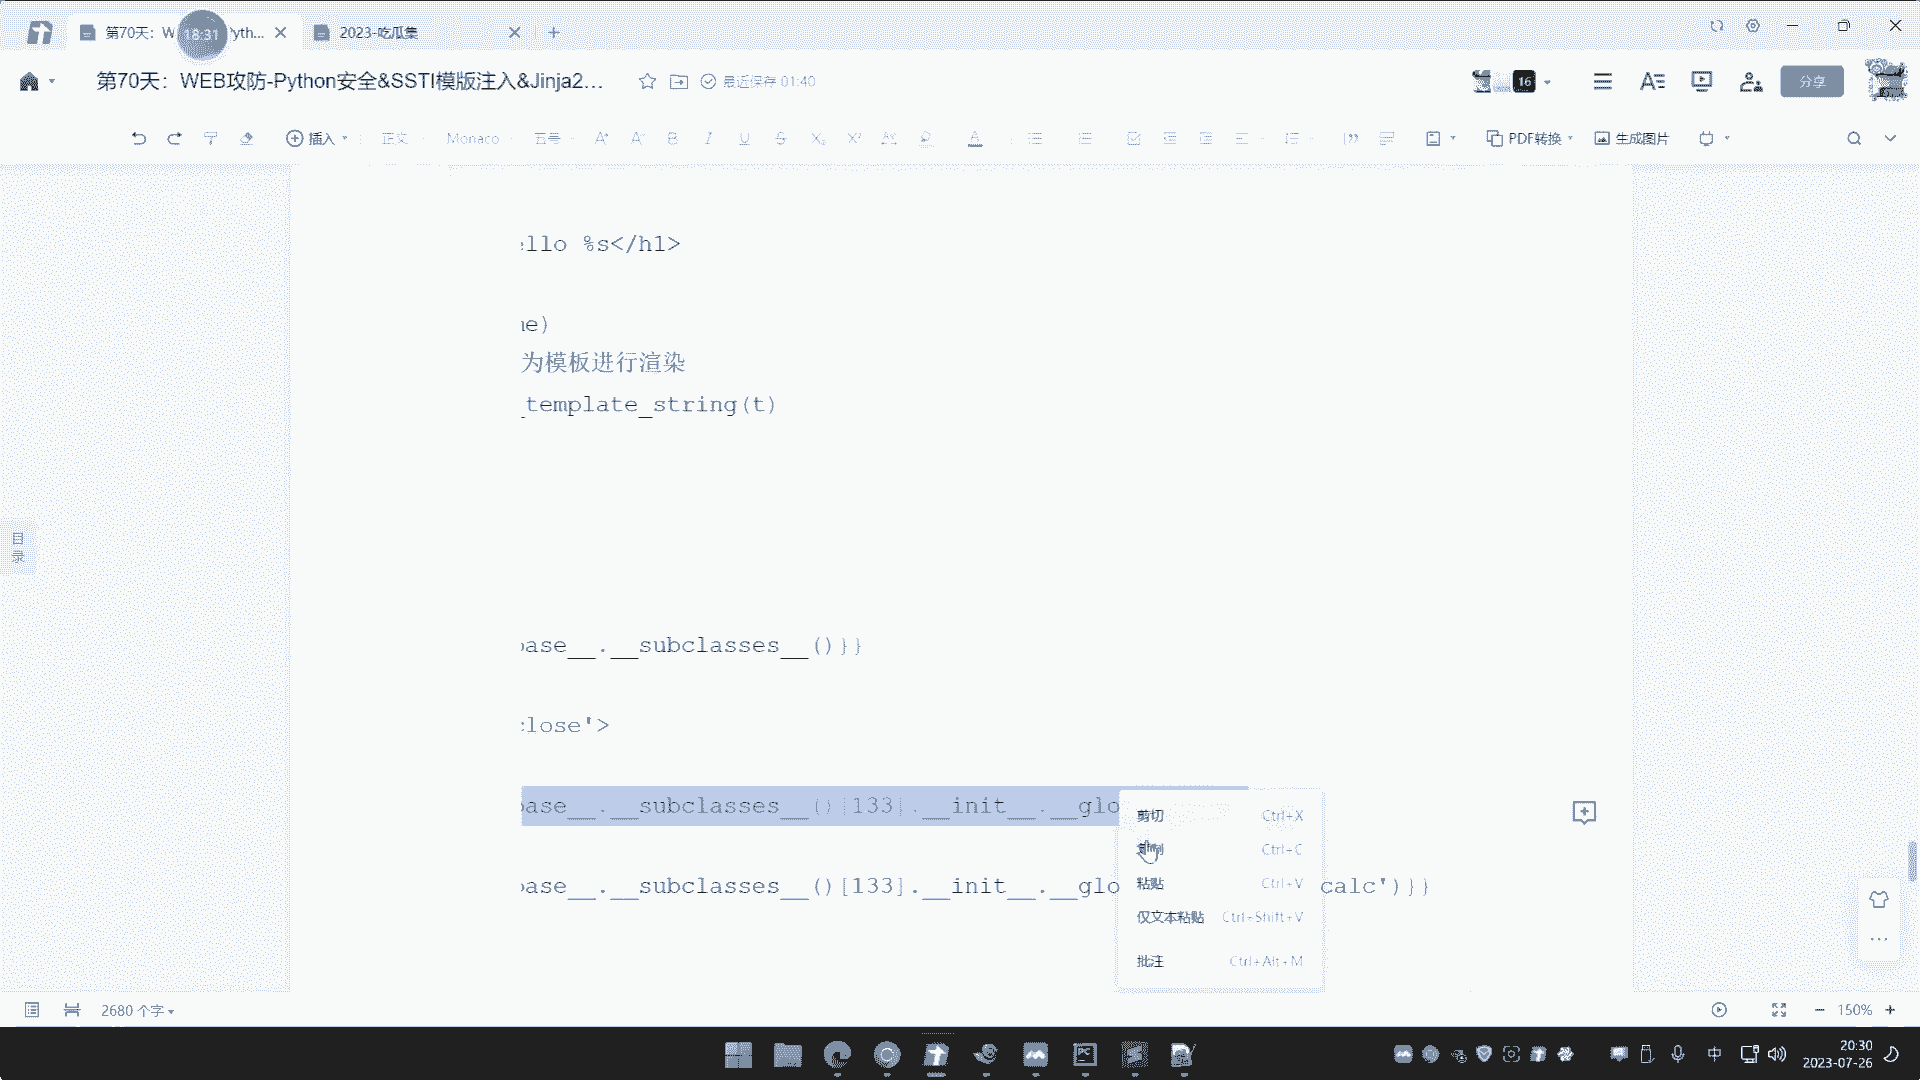 第70天：W
18:31
yth...
2023-吃瓜集
第70天：WEB攻防-Python安全&SSTI模版注入&Jinja2...
最近保存 01:40
16
分享
插入
正文
Monaco
五号
PDF转换
生成图片
llo %s</h1>
e)
为模板进行渲染
_template_string(t)
目录
ase__.__subclasses__()}}
lose'>
ase__.__subclasses__()[133].__init__.__glo
剪切 Ctrl+X
复制 Ctrl+C
粘贴 Ctrl+V
ase__.__subclasses__()[133].__init__.__glo
calc')}}
仅文本粘贴 Ctrl+Shift+V
批注 Ctrl+Alt+M
2680 个字
150%
中
20:30
2023-07-26